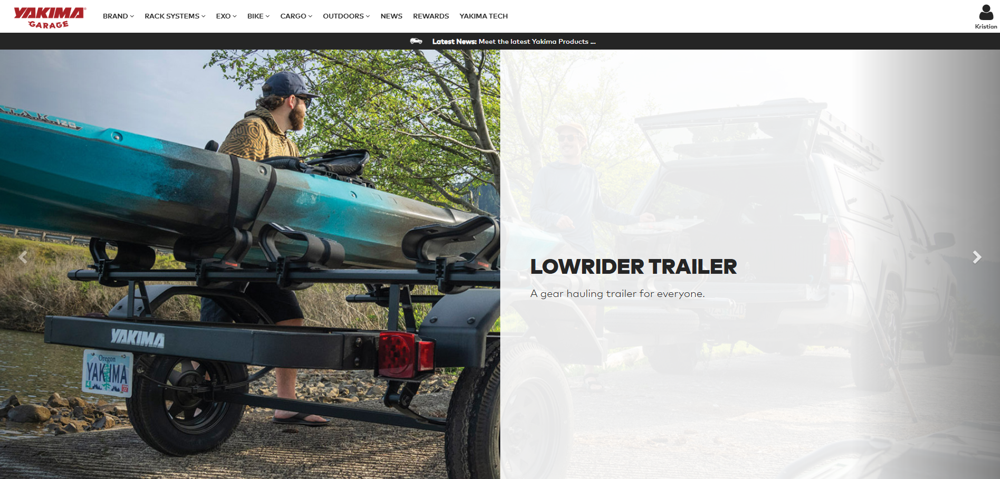 YAKIMA
GARAGE
BRAND
RACK SYSTEMS
EXO
BIKE
CARGO
OUTDOORS
NEWS
REWARDS
YAKIMA TECH
Kristian
Latest News: Meet the latest Yakima Products ...
TAK 120
LOWRIDER TRAILER
A gear hauling trailer for everyone.
YAKIMA
Oregon
YAKIMA